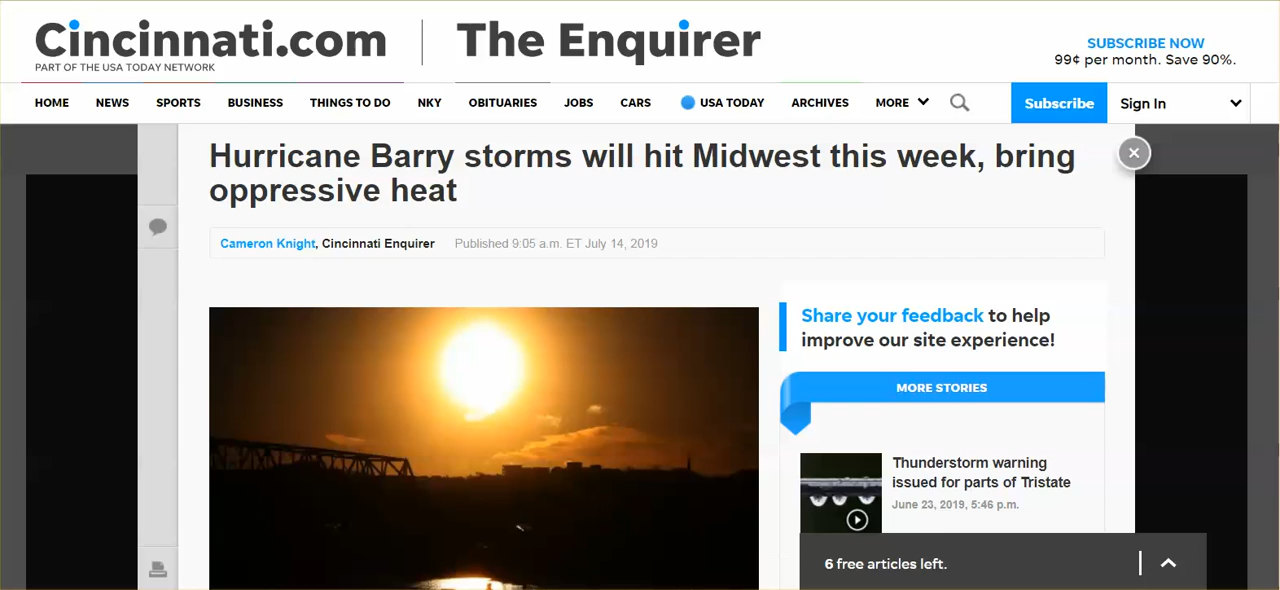 Cincinnati.com | The Enquirer
PART OF THE USA TODAY NETWORK
SUBSCRIBE NOW
99¢ per month. Save 90%.
HOME NEWS SPORTS BUSINESS THINGS TO DO NKY OBITUARIES JOBS CARS USA TODAY ARCHIVES MORE Subscribe Sign In
Hurricane Barry storms will hit Midwest this week, bring
oppressive heat
Cameron Knight, Cincinnati Enquirer Published 9:05 a.m. ET July 14, 2019
Share your feedback to help
improve our site experience!
MORE STORIES
Thunderstorm warning
issued for parts of Tristate
June 23, 2019, 5:46 p.m.
6 free articles left.